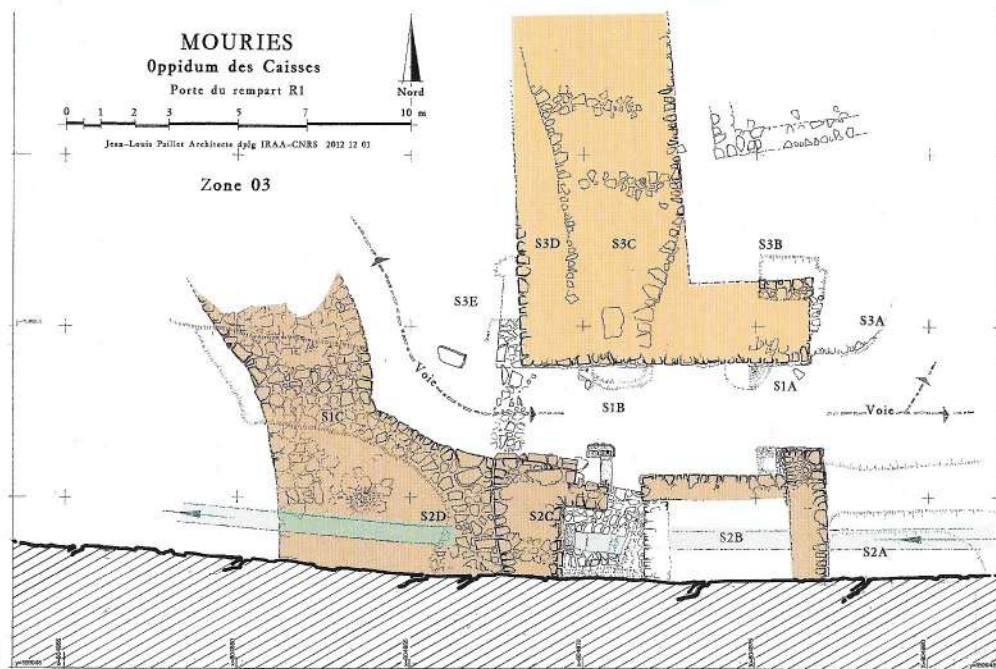 MOURIES
Oppidum des Caisses
Porte du rempart R1
Nord
0 1 2 3 5 7 10 m
Jean-Louis Paillet Architecte dplg IRAA-CNRS 2012 12 01
Zone 03
S3D
S3C
S3B
S3E
S3A
Voie
S1A
S1B
Voie
S1C
S2D
S2C
S2B
S2A